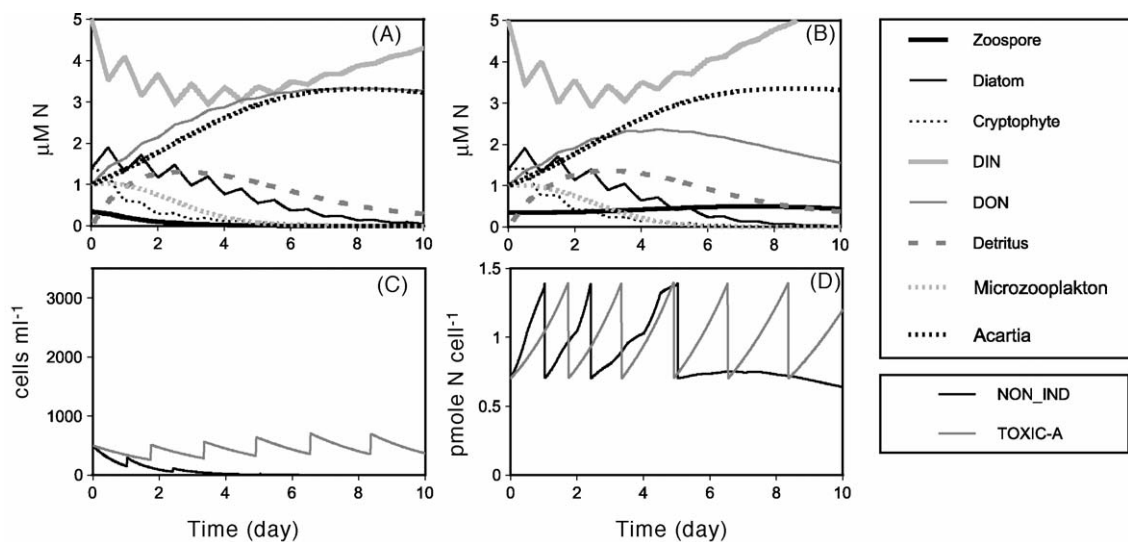 5
4
3
2
1
0
μM N
(A)
0 2 4 6 8 10
5
4
3
2
1
0
μM N
(B)
0 2 4 6 8 10
Zoospore
Diatom
Cryptophyte
DIN
DON
Detritus
Microzooplakton
Acartia
3000
2000
1000
0
cells ml-1
(C)
0 2 4 6 8 10
Time (day)
1.5
1
0.5
0
pmole N cell-1
(D)
0 2 4 6 8 10
Time (day)
NON_IND
TOXIC-A